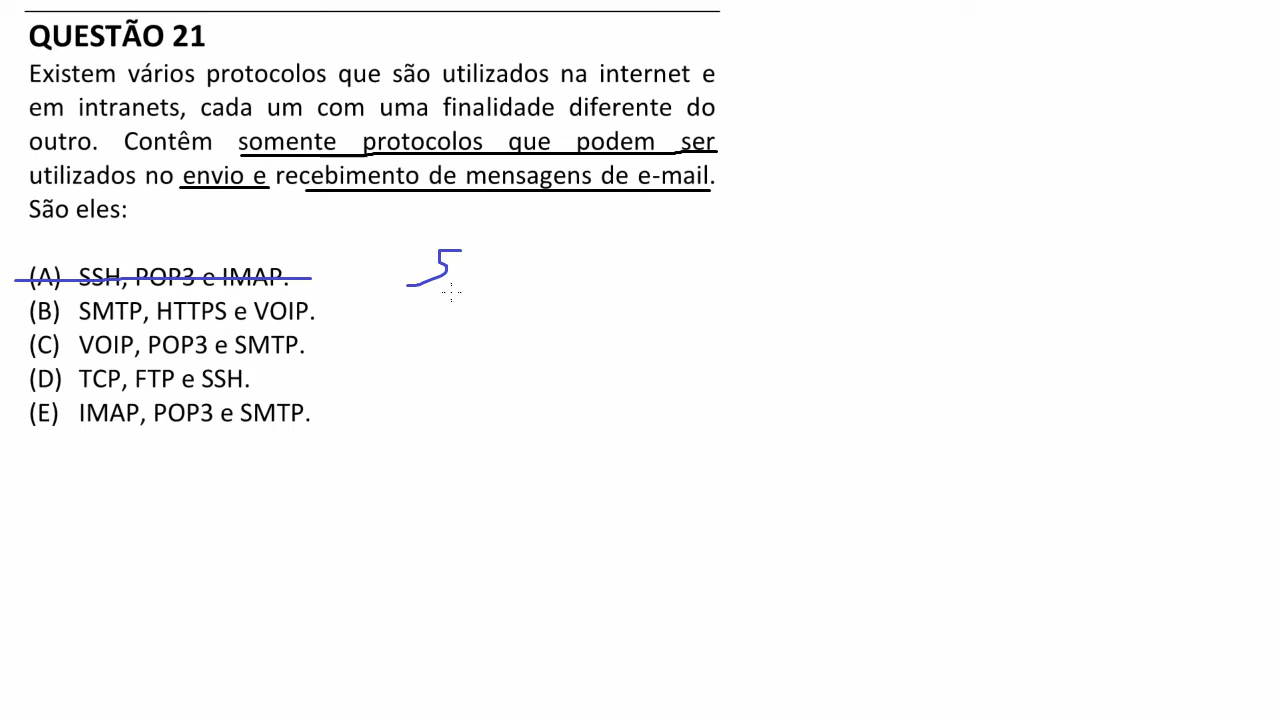 QUESTÃO 21
Existem vários protocolos que são utilizados na internet e
em intranets, cada um com uma finalidade diferente do
outro. Contêm somente protocolos que podem ser
utilizados no envio e recebimento de mensagens de e-mail.
São eles:
(A) SSH, POP3 e IMAP.
(B) SMTP, HTTPS e VOIP.
(C) VOIP, POP3 e SMTP.
(D) TCP, FTP e SSH.
(E) IMAP, POP3 e SMTP.